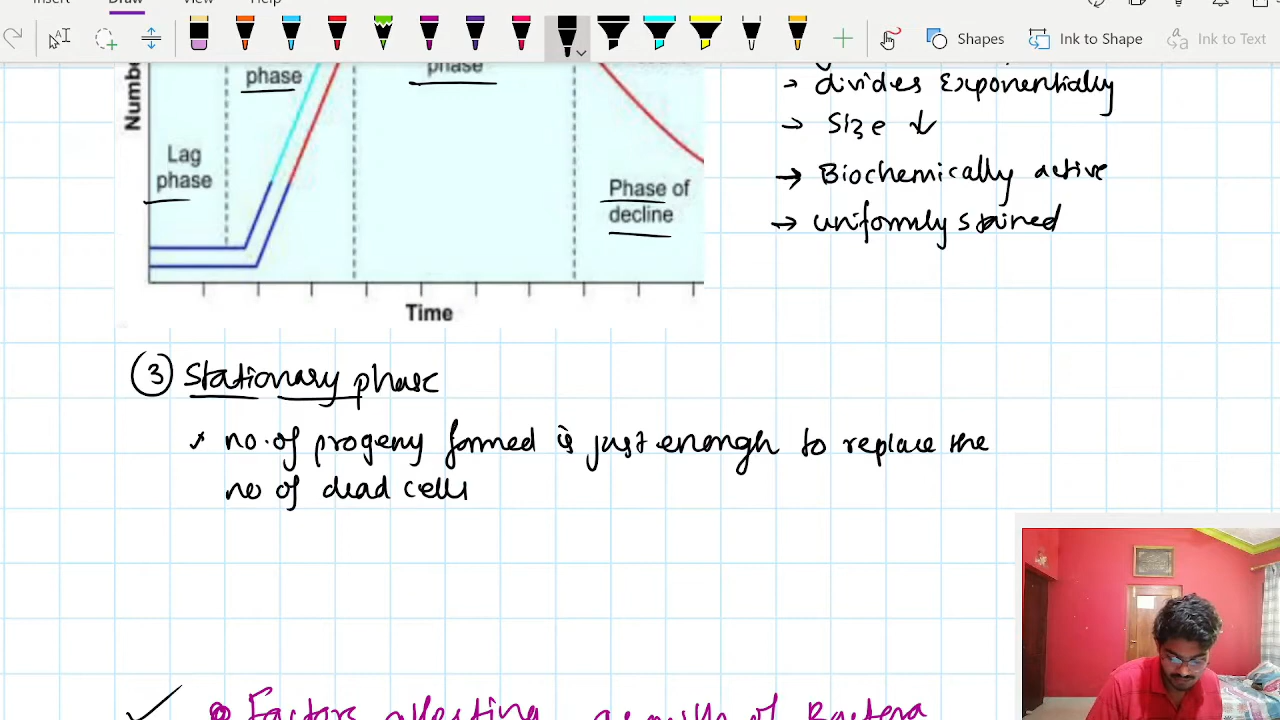 Insert Draw View
Shapes Ink to Shape Ink to Text
Numbe
phase
phase
Lag
phase
Phase of
decline
Time
→ divides Exponentially
→ Size ↓
→ Biochemically active
→ uniformly stained
③ Stationary phase
* no. of progeny formed is just enough to replace the
no of dead cells
✓ Factors affecting growth of Bacteria